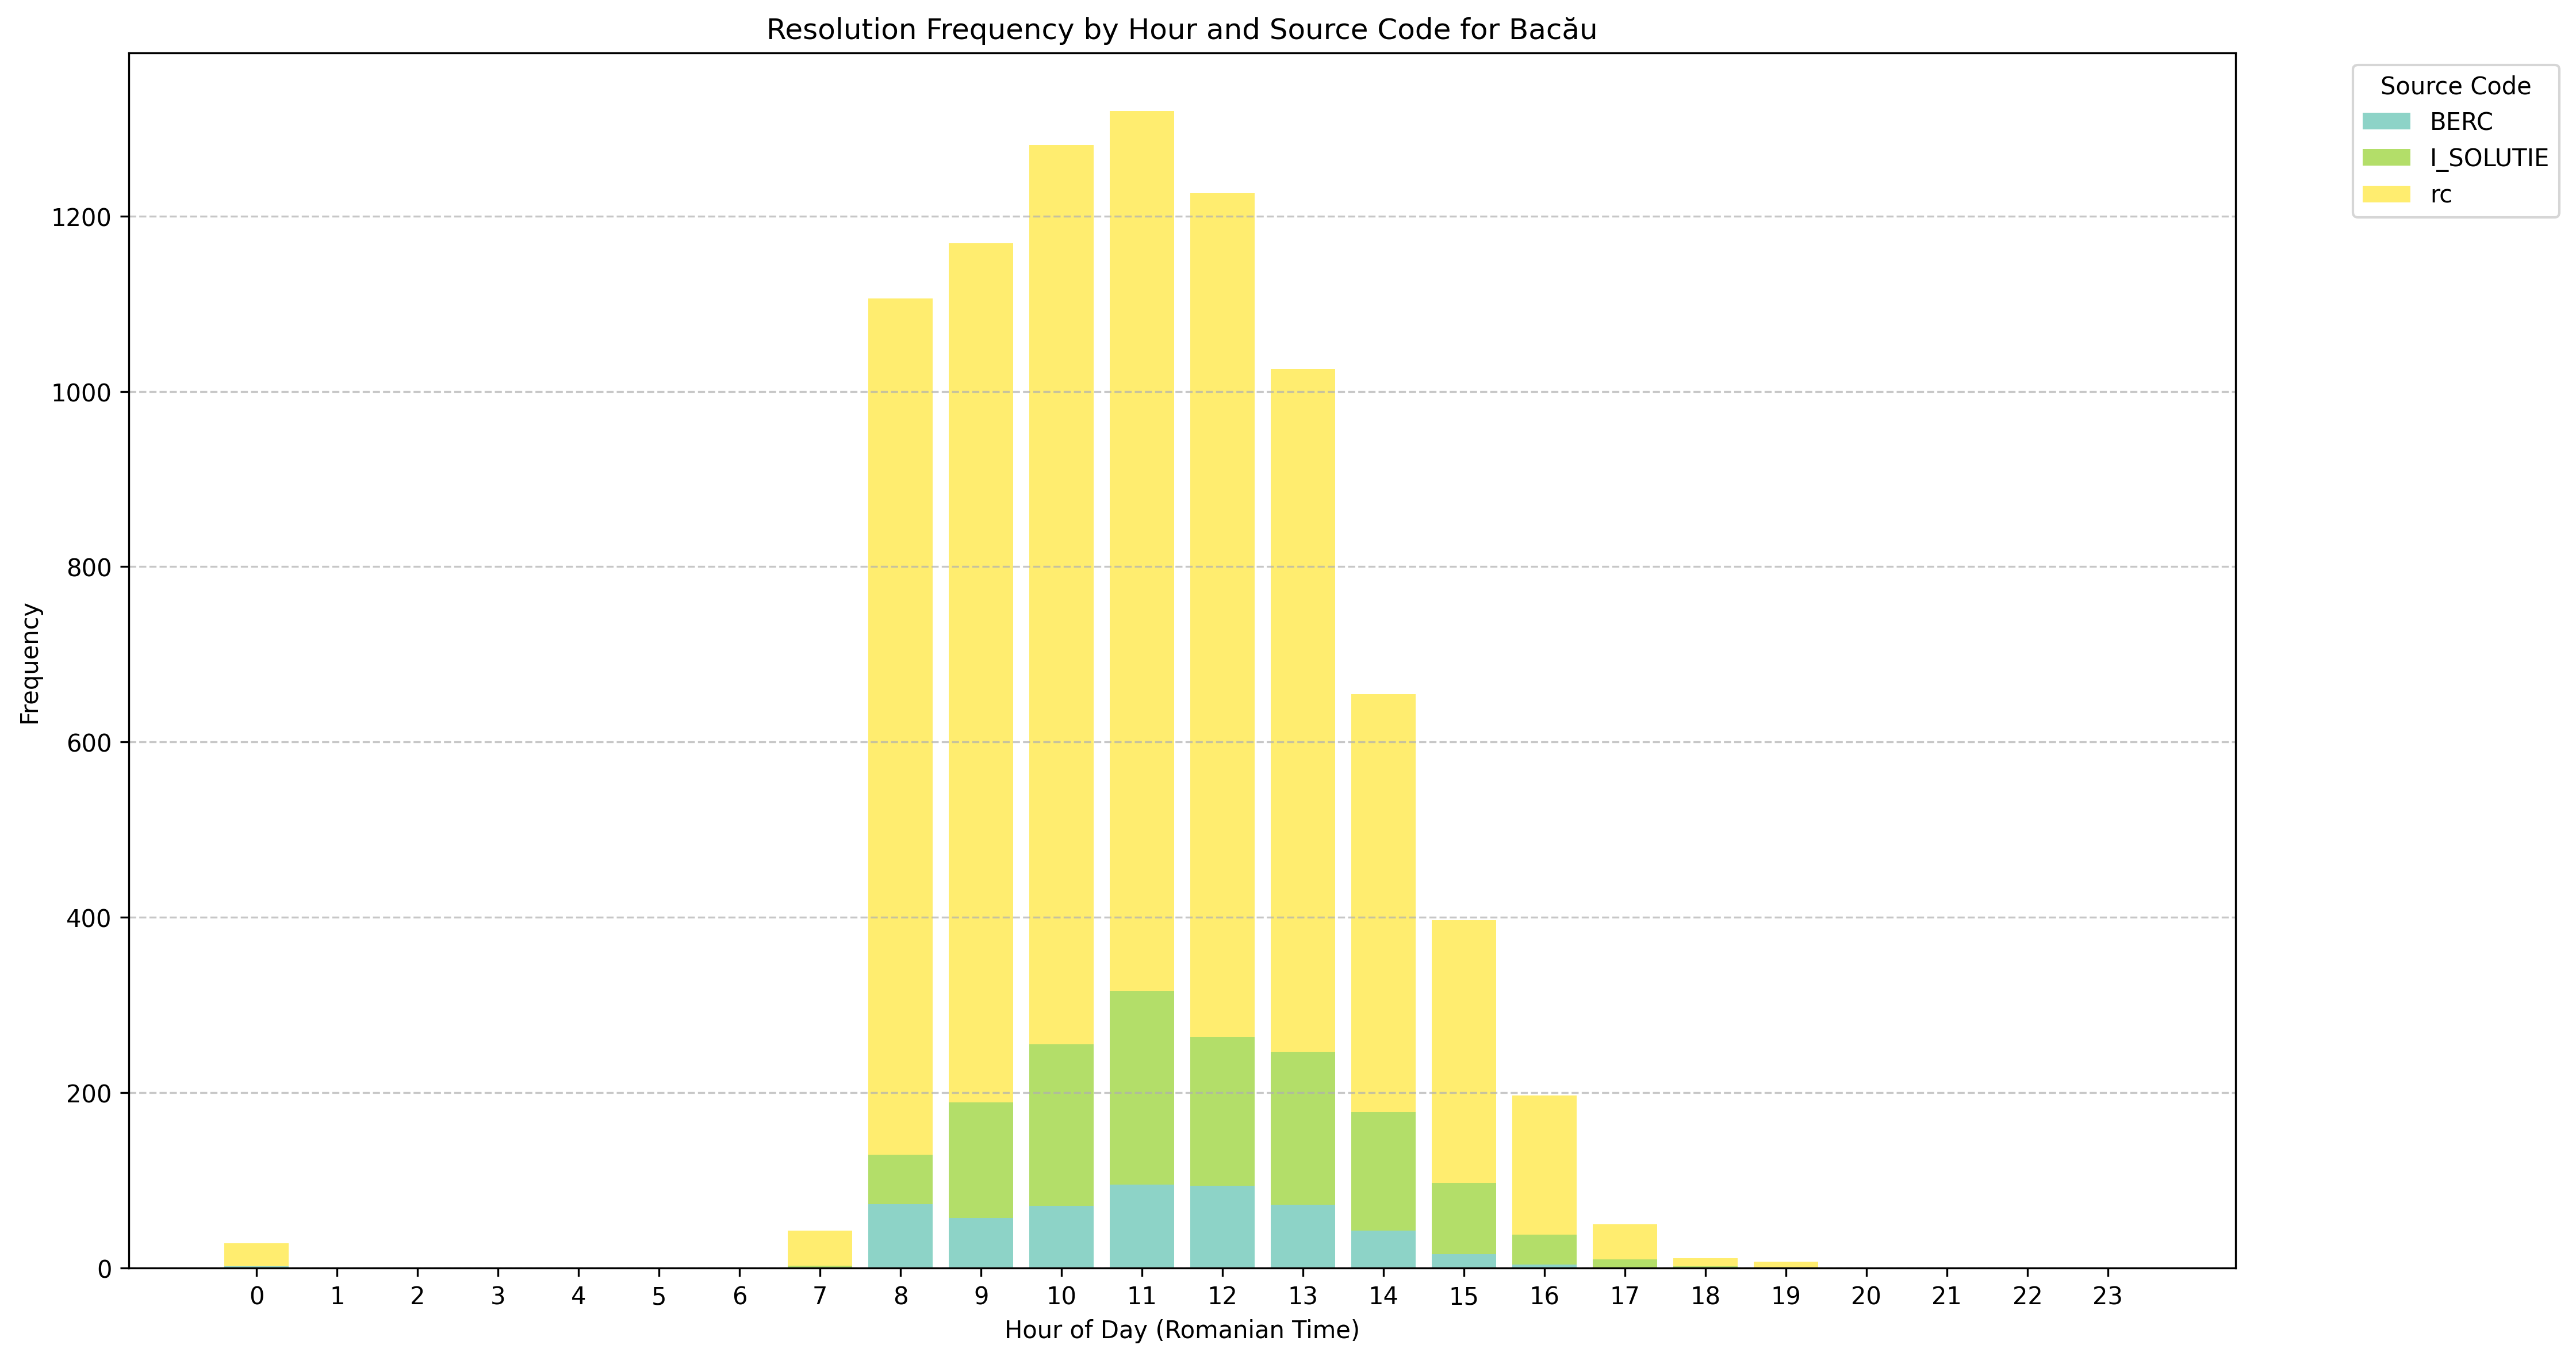 Resolution Frequency by Hour and Source Code for Bacău
Source Code
BERC
I_SOLUTIE
rc
Frequency
1200
1000
800
600
400
200
0
0 1 2 3 4 5 6 7 8 9 10 11 12 13 14 15 16 17 18 19 20 21 22 23
Hour of Day (Romanian Time)